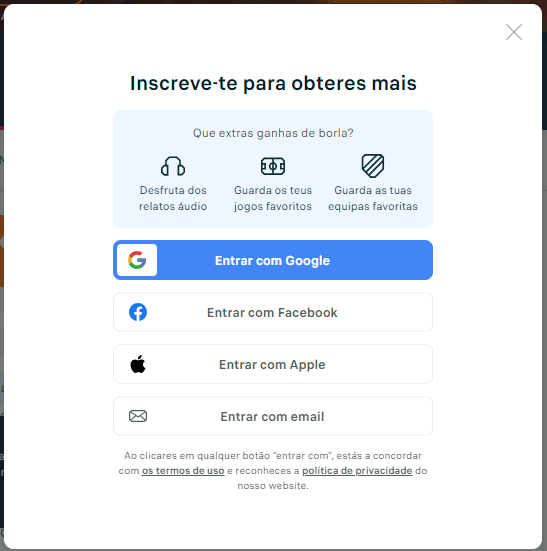 Inscreve-te para obteres mais
Que extras ganhas de borla?
Desfruta dos
relatos áudio
Guarda os teus
jogos favoritos
Guarda as tuas
equipas favoritas
Entrar com Google
Entrar com Facebook
Entrar com Apple
Entrar com email
Ao clicares em qualquer botão "entrar com", estás a concordar
com os termos de uso e reconheces a política de privacidade do
nosso website.